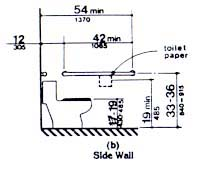 54 min
1370
12
305
42 min
1065
toilet
paper
17-19
430-485
19 min
485
33-36
840-915
(b)
Side Wall